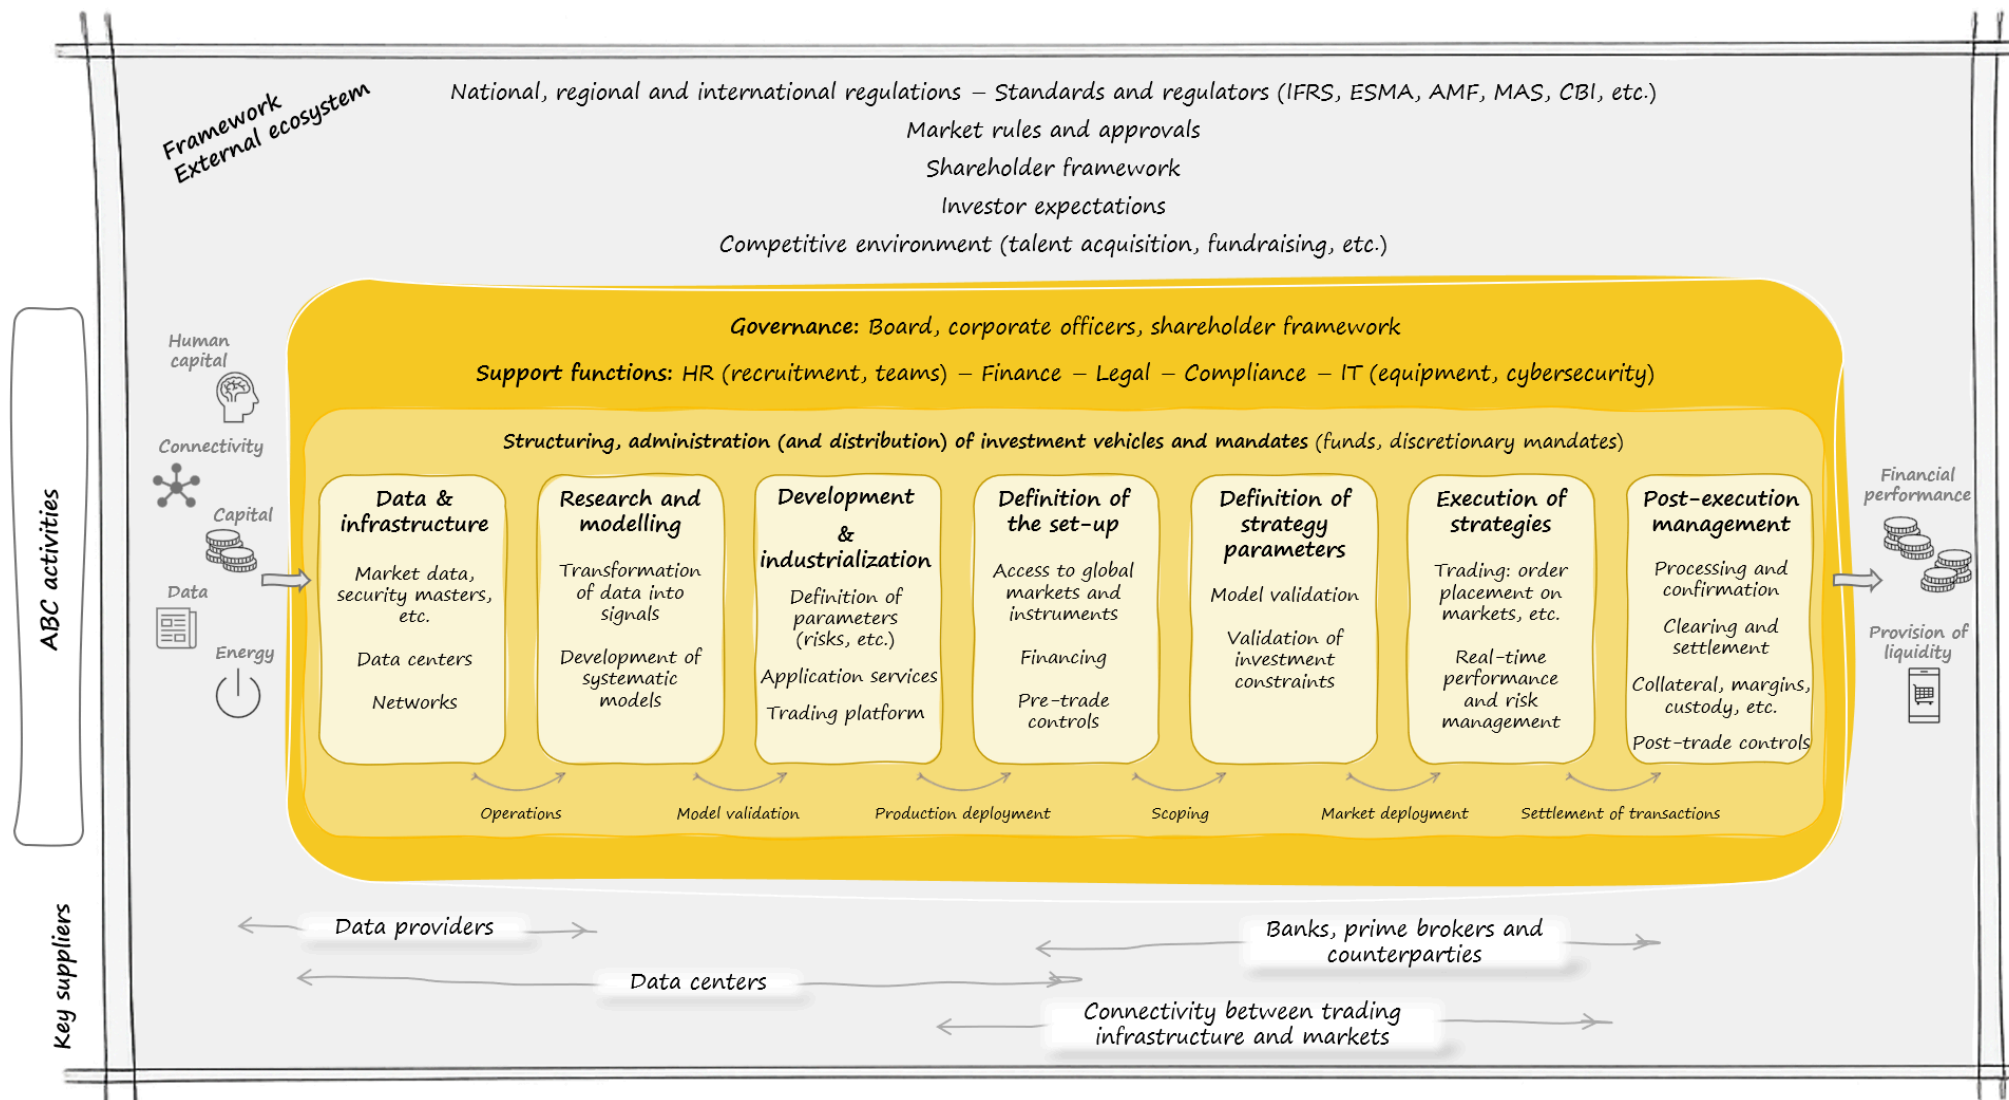 Framework
External ecosystem
National, regional and international regulations – Standards and regulators (IFRS, ESMA, AMF, MAS, CBI, etc.)
Market rules and approvals
Shareholder framework
Investor expectations
Competitive environment (talent acquisition, fundraising, etc.)
ABC activities
Human
capital
Connectivity
Capital
Data
Energy
Governance: Board, corporate officers, shareholder framework
Support functions: HR (recruitment, teams) – Finance – Legal – Compliance – IT (equipment, cybersecurity)
Structuring, administration (and distribution) of investment vehicles and mandates (funds, discretionary mandates)
Data &
infrastructure
Market data,
security masters,
etc.
Data centers
Networks
Research and
modelling
Transformation
of data into
signals
Development of
systematic
models
Development
&
industrialization
Definition of
parameters
(risks, etc.)
Application services
Trading platform
Definition of
the set-up
Access to global
markets and
instruments
Financing
Pre-trade
controls
Definition of
strategy
parameters
Model validation
Validation of
investment
constraints
Execution of
strategies
Trading: order
placement on
markets, etc.
Real-time
performance
and risk
management
Post-execution
management
Processing and
confirmation
Clearing and
settlement
Collateral, margins,
custody, etc.
Post-trade controls
Operations
Model validation
Production deployment
Scoping
Market deployment
Settlement of transactions
Financial
performance
Provision of
liquidity
Key suppliers
Data providers
Banks, prime brokers and
counterparties
Data centers
Connectivity between trading
infrastructure and markets